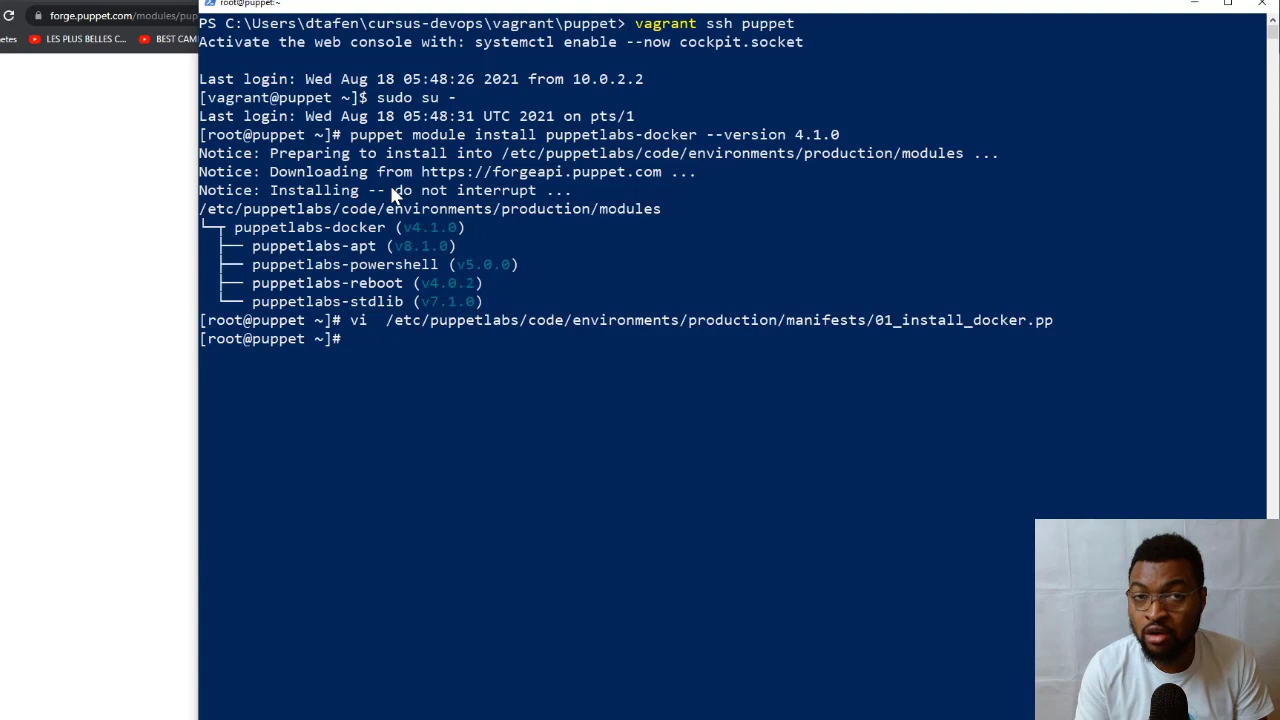 root@puppet:~
forge.puppet.com/modules/pup
PS C:\Users\dtafen\cursus-devops\vagrant\puppet> vagrant ssh puppet
etes LES PLUS BELLES C... BEST CAM
Activate the web console with: systemctl enable --now cockpit.socket
Last login: Wed Aug 18 05:48:26 2021 from 10.0.2.2
[vagrant@puppet ~]$ sudo su -
Last login: Wed Aug 18 05:48:31 UTC 2021 on pts/1
[root@puppet ~]# puppet module install puppetlabs-docker --version 4.1.0
Notice: Preparing to install into /etc/puppetlabs/code/environments/production/modules ...
Notice: Downloading from https://forgeapi.puppet.com ...
Notice: Installing -- do not interrupt ...
/etc/puppetlabs/code/environments/production/modules
└─┬ puppetlabs-docker (v4.1.0)
├── puppetlabs-apt (v8.1.0)
├── puppetlabs-powershell (v5.0.0)
├── puppetlabs-reboot (v4.0.2)
└── puppetlabs-stdlib (v7.1.0)
[root@puppet ~]# vi  /etc/puppetlabs/code/environments/production/manifests/01_install_docker.pp
[root@puppet ~]#